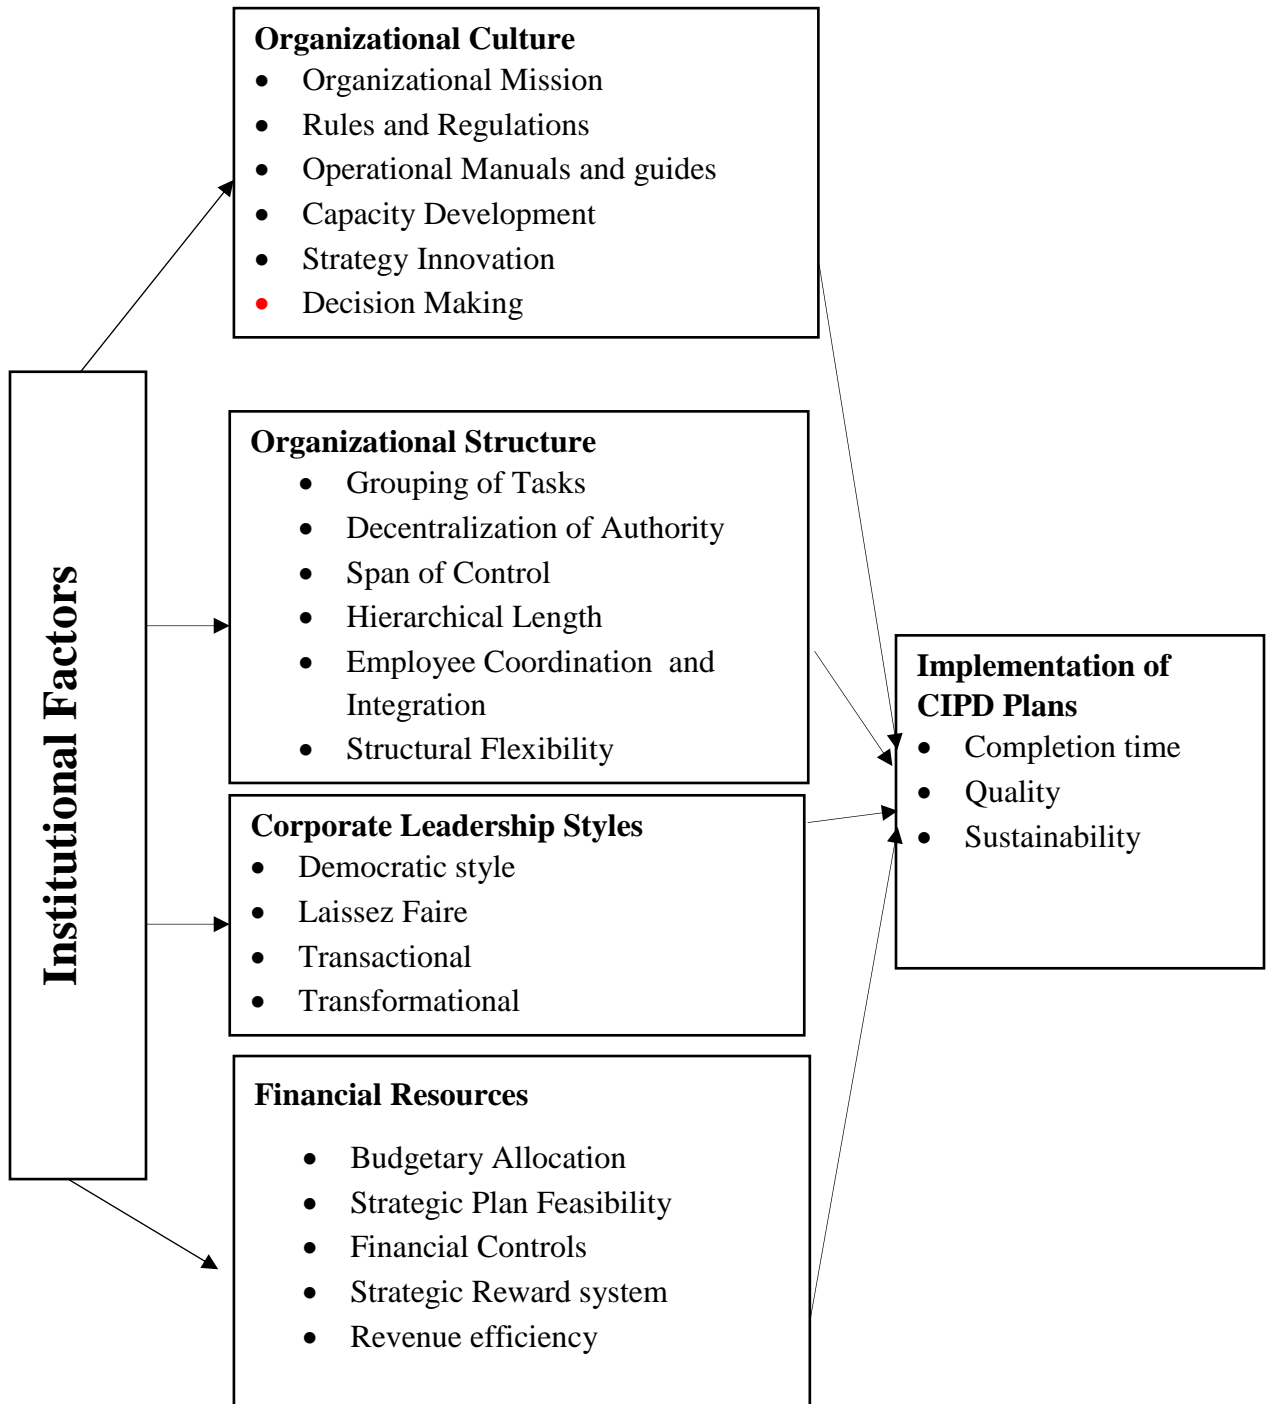 Organizational Culture
• Organizational Mission
• Rules and Regulations
• Operational Manuals and guides
• Capacity Development
• Strategy Innovation
• Decision Making
Institutional Factors
Organizational Structure
• Grouping of Tasks
• Decentralization of Authority
• Span of Control
• Hierarchical Length
• Employee Coordination and
Integration
• Structural Flexibility
Corporate Leadership Styles
• Democratic style
• Laissez Faire
• Transactional
• Transformational
Financial Resources
• Budgetary Allocation
• Strategic Plan Feasibility
• Financial Controls
• Strategic Reward system
• Revenue efficiency
Implementation of
CIPD Plans
• Completion time
• Quality
• Sustainability